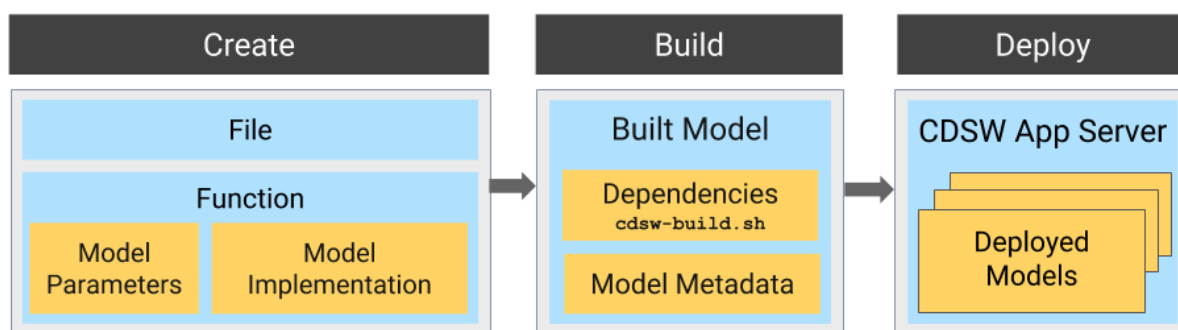 Create
File
Function
Model
Parameters
Model
Implementation
Build
Built Model
Dependencies
cdsw-build.sh
Model Metadata
Deploy
CDSW App Server
Deployed
Models